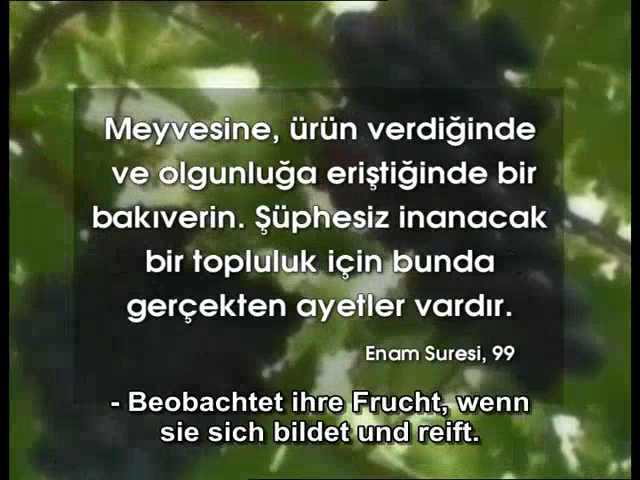 Meyvesine, ürün verdiğinde
ve olgunluğa eriştiğinde bir
bakıverin. Şüphesiz inanacak
bir topluluk için bunda
gerçekten ayetler vardır.
Enam Suresi, 99
- Beobachtet ihre Frucht, wenn
sie sich bildet und reift.